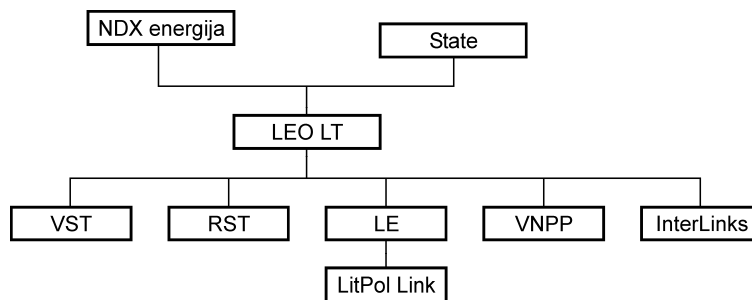 NDX energija
State
LEO LT
VST
RST
LE
VNPP
InterLinks
LitPol Link